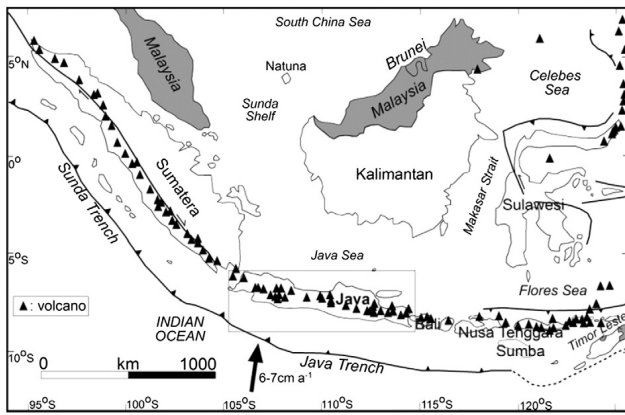 South China Sea
Malaysia
Natuna
Brunei
Malaysia
Celebes
Sea
5°N
Sunda
Shelf
Kalimantan
Makasar Strait
0°
Sunda Trench
Sumatera
Sulawesi
Java Sea
5°S
▲: volcano
Java
Flores Sea
Bali
Nusa Tenggara
Sumba
Timor Leste
INDIAN
OCEAN
10°S
0 km 1000
6-7cm a⁻¹
Java Trench
95°S 100°S 105°S 110°S 115°S 120°S